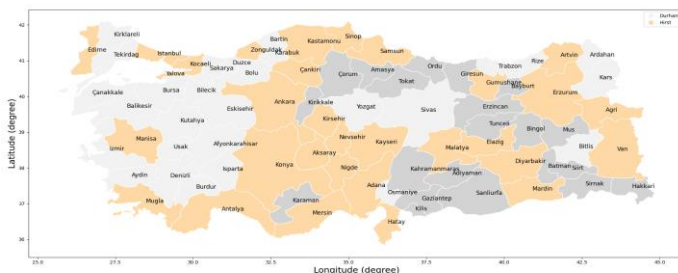 Durhan
Hirst
42
41
40
39
38
37
36
Latitude (degree)
Kirklareli
Edirne
Tekirdag
Istanbul
Kocaeli
Yalova
Sakarya
Duzce
Bolu
Zonguldak
Bartin
Karabuk
Kastamonu
Sinop
Samsun
Çankiri
Çorum
Amasya
Tokat
Ordu
Giresun
Trabzon
Rize
Artvin
Ardahan
Kars
Gumushane
Bayburt
Erzurum
Agri
Çanakkale
Bursa
Bilecik
Balikesir
Kutahya
Eskisehir
Ankara
Kirikkale
Yozgat
Sivas
Erzincan
Tunceli
Bingol
Mus
Bitlis
Van
Kirsehir
Manisa
Izmir
Usak
Afyonkarahisar
Nevsehir
Kayseri
Malatya
Elazig
Diyarbakir
Batman
Siirt
Sirnak
Hakkari
Aydin
Denizli
Isparta
Burdur
Konya
Aksaray
Nigde
Kahramanmaras
Adiyaman
Sanliurfa
Mardin
Mugla
Antalya
Karaman
Mersin
Adana
Osmaniye
Gaziantep
Kilis
Hatay
25.0 27.5 30.0 32.5 35.0 37.5 40.0 42.5 45.0
Longitude (degree)